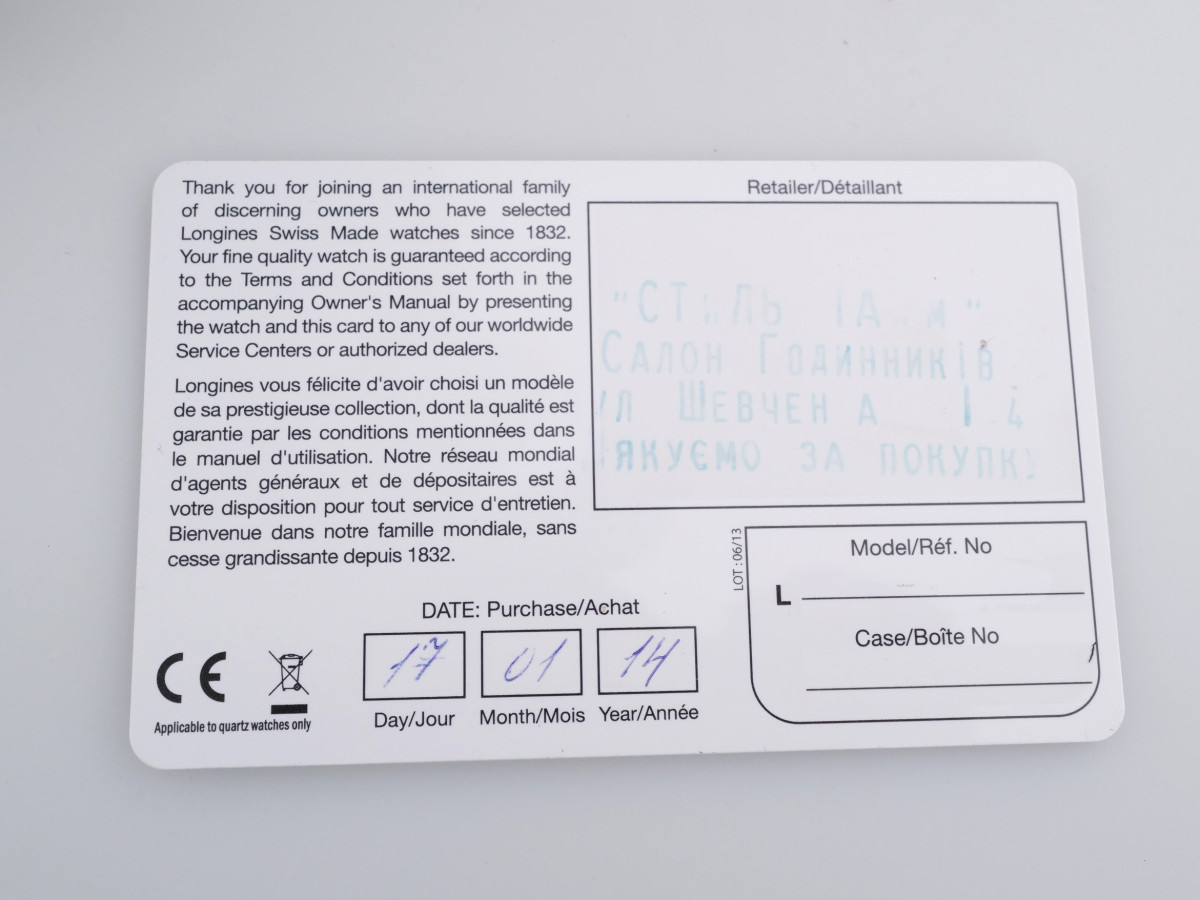 Thank you for joining an international family
of discerning owners who have selected
Longines Swiss Made watches since 1832.
Your fine quality watch is guaranteed according
to the Terms and Conditions set forth in the
accompanying Owner's Manual by presenting
the watch and this card to any of our worldwide
Service Centers or authorized dealers.
Longines vous félicite d'avoir choisi un modèle
de sa prestigieuse collection, dont la qualité est
garantie par les conditions mentionnées dans
le manuel d'utilisation. Notre réseau mondial
d'agents généraux et de dépositaires est à
votre disposition pour tout service d'entretien.
Bienvenue dans notre famille mondiale, sans
cesse grandissante depuis 1832.
Retailer/Détaillant
Салон Годинників
ЯКУЄМО ЗА ПОКУПК
LOT : 06/13
Model/Réf. No
L
Case/Boîte No
DATE: Purchase/Achat
17 01 14
Day/Jour Month/Mois Year/Année
CE
Applicable to quartz watches only